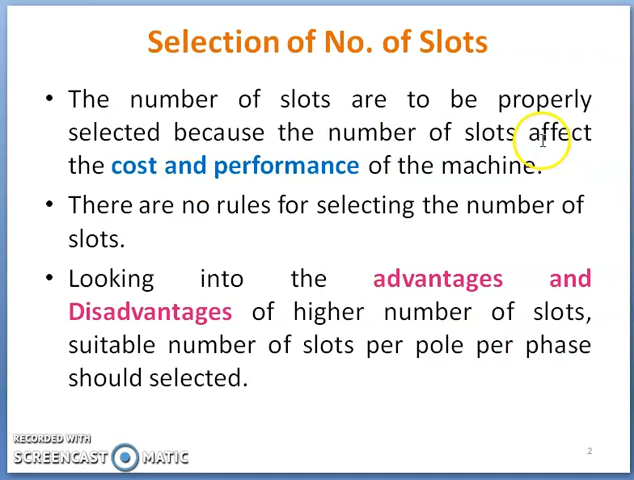 Selection of No. of Slots
• The number of slots are to be properly
selected because the number of slots affect
the cost and performance of the machine.
• There are no rules for selecting the number of
slots.
• Looking into the advantages and
Disadvantages of higher number of slots,
suitable number of slots per pole per phase
should selected.
RECORDED WITH
SCREENCAST MATIC
2